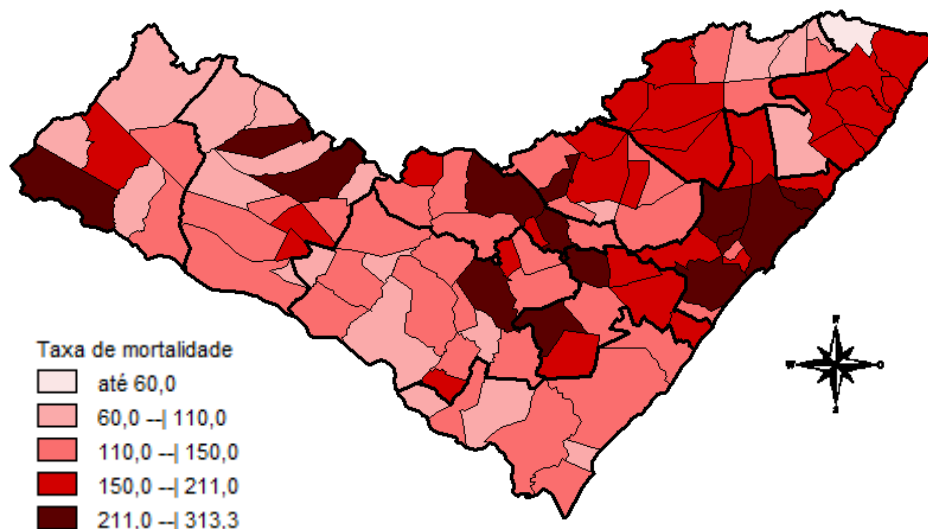 Taxa de mortalidade
até 60,0
60,0 --| 110,0
110,0 --| 150,0
150,0 --| 211,0
211,0 --| 313,3